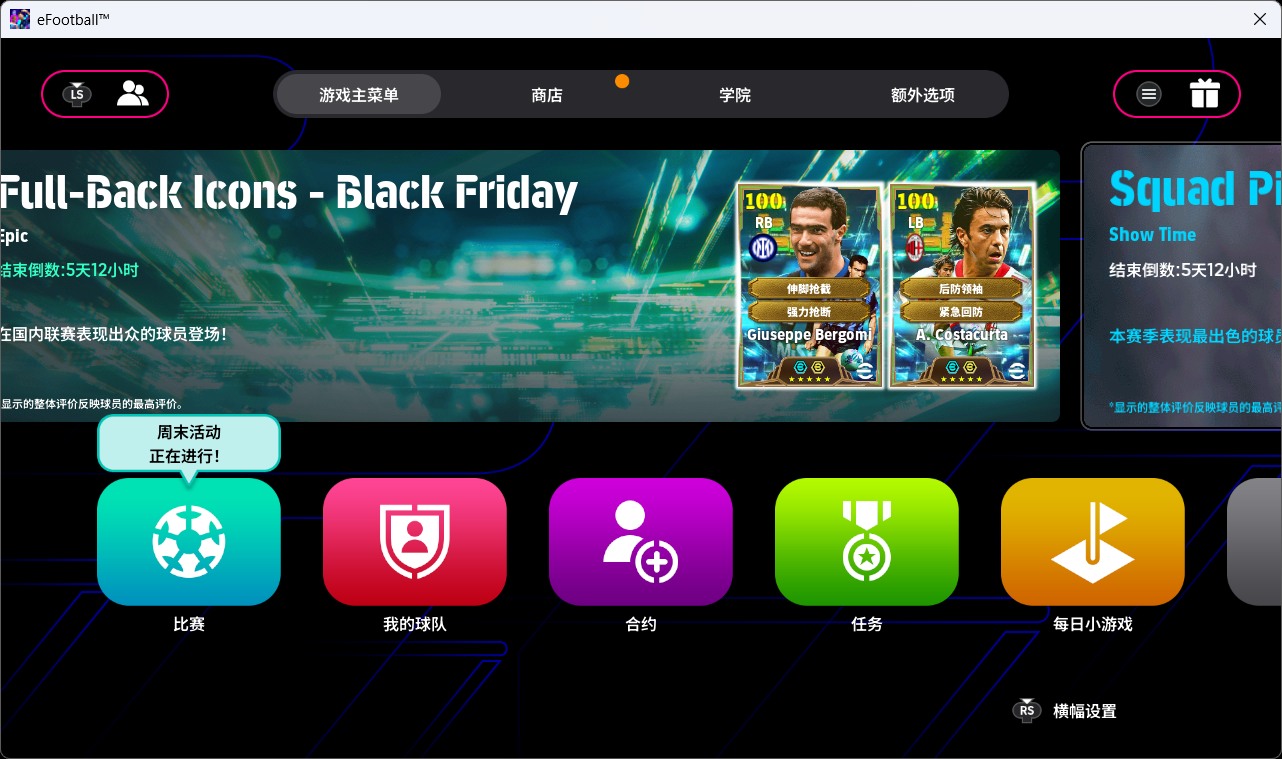 eFootball™
LS
游戏主菜单
商店
学院
额外选项
Full-Back Icons - Black Friday
Epic
结束倒数:5天12小时
在国内联赛表现出众的球员登场！
显示的整体评价反映球员的最高评价。
100
RB
伸脚抢截
强力抢断
Giuseppe Bergomi
100
LB
后防领袖
紧急回防
A. Costacurta
Squad Pi
Show Time
结束倒数:5天12小时
本赛季表现最出色的球员
*显示的整体评价反映球员的最高评
周末活动
正在进行！
比赛
我的球队
合约
任务
每日小游戏
RS
横幅设置